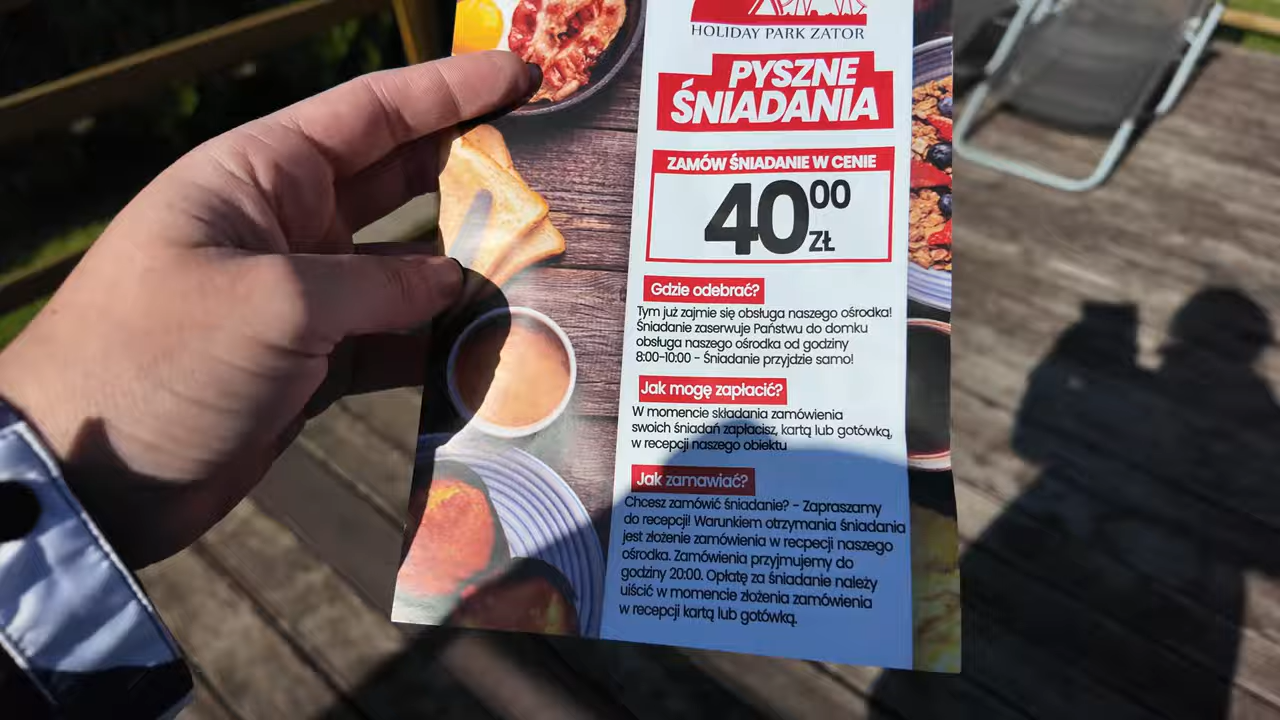 HOLIDAY PARK ZATOR
PYSZNE
ŚNIADANIA
ZAMÓW ŚNIADANIE W CENIE
40⁰⁰ ZŁ
Gdzie odebrać?
Tym już zajmie się obsługa naszego ośrodka!
Śniadanie zaserwuje Państwu do domku
obsługa naszego ośrodka od godziny
8:00-10:00 - Śniadanie przyjdzie samo!
Jak mogę zapłacić?
W momencie składania zamówienia
swoich śniadań zapłacisz, kartą lub gotówką,
w recepcji naszego obiektu
Jak zamawiać?
Chcesz zamówić śniadanie? - Zapraszamy
do recepcji! Warunkiem otrzymania śniadania
jest złożenie zamówienia w recpecji naszego
ośrodka. Zamówienia przyjmujemy do
godziny 20:00. Opłatę za śniadanie należy
uiścić w momencie złożenia zamówienia
w recepcji kartą lub gotówką.